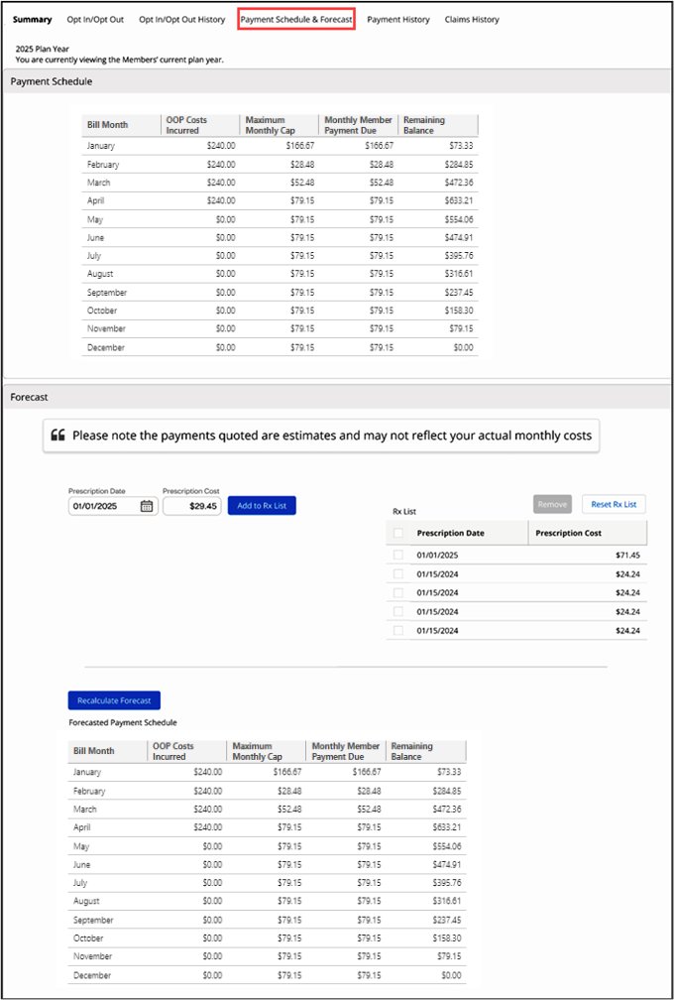 Summary Opt In/Opt Out Opt In/Opt Out History Payment Schedule & Forecast Payment History Claims History
2025 Plan Year
You are currently viewing the Members' current plan year.
Payment Schedule
Bill Month OOP Costs Incurred Maximum Monthly Cap Monthly Member Payment Due Remaining Balance
January $240.00 $166.67 $166.67 $73.33
February $240.00 $28.48 $28.48 $284.85
March $240.00 $52.48 $52.48 $472.36
April $240.00 $79.15 $79.15 $633.21
May $0.00 $79.15 $79.15 $554.06
June $0.00 $79.15 $79.15 $474.91
July $0.00 $79.15 $79.15 $395.76
August $0.00 $79.15 $79.15 $316.61
September $0.00 $79.15 $79.15 $237.45
October $0.00 $79.15 $79.15 $158.30
November $0.00 $79.15 $79.15 $79.15
December $0.00 $79.15 $79.15 $0.00
Forecast
Please note the payments quoted are estimates and may not reflect your actual monthly costs
Prescription Date Prescription Cost
01/01/2025 $29.45 Add to Rx List
Rx List Remove Reset Rx List
Prescription Date Prescription Cost
01/01/2025 $71.45
01/15/2024 $24.24
01/15/2024 $24.24
01/15/2024 $24.24
01/15/2024 $24.24
Recalculate Forecast
Forecasted Payment Schedule
Bill Month OOP Costs Incurred Maximum Monthly Cap Monthly Member Payment Due Remaining Balance
January $240.00 $166.67 $166.67 $73.33
February $240.00 $28.48 $28.48 $284.85
March $240.00 $52.48 $52.48 $472.36
April $240.00 $79.15 $79.15 $633.21
May $0.00 $79.15 $79.15 $554.06
June $0.00 $79.15 $79.15 $474.91
July $0.00 $79.15 $79.15 $395.76
August $0.00 $79.15 $79.15 $316.61
September $0.00 $79.15 $79.15 $237.45
October $0.00 $79.15 $79.15 $158.30
November $0.00 $79.15 $79.15 $79.15
December $0.00 $79.15 $79.15 $0.00